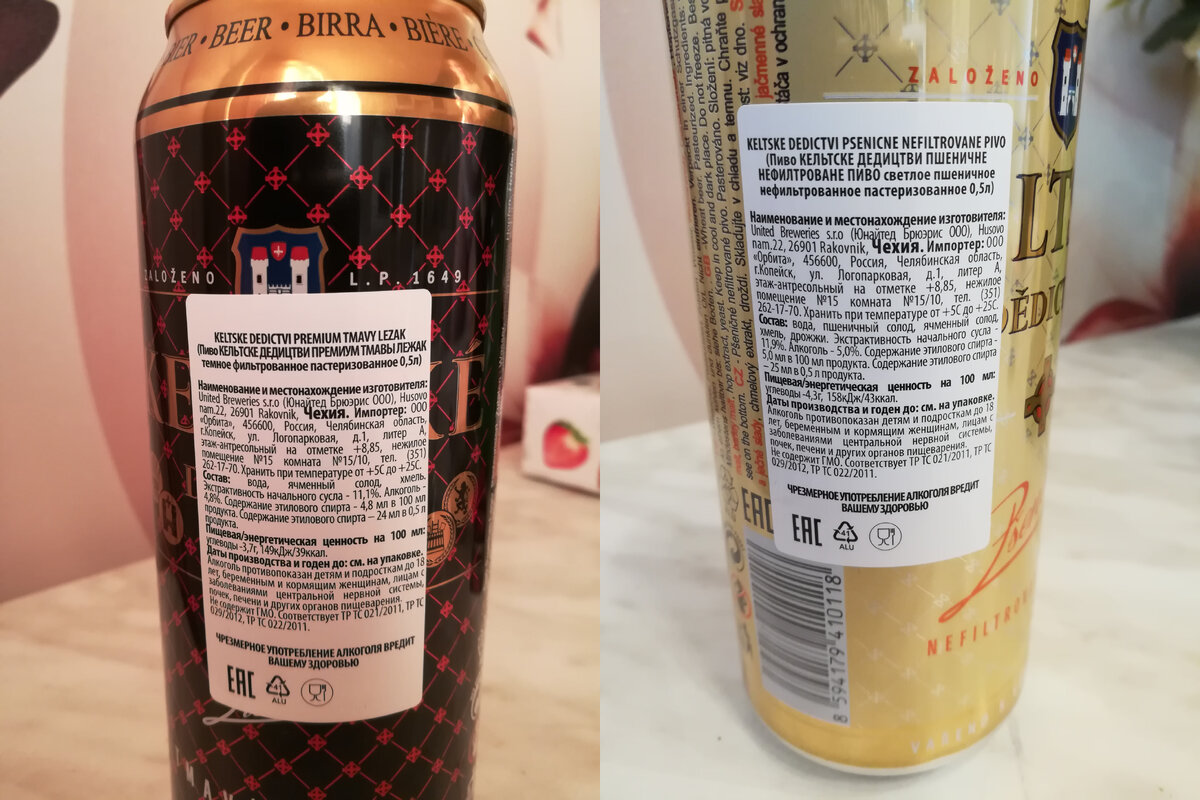 BEER • BIRRA • BIÈRE
ZALOŽENO L.P. 1649
KELTSKE DEDICTVI PREMIUM TMAVY LEZAK
(Пиво КЕЛЬТСКЕ ДЕДИЦТВИ ПРЕМИУМ ТМАВЫ ЛЕЖАК
темное фильтрованное пастеризованное 0,5л)
Наименование и местонахождение изготовителя:
United Breweries s.r.o (Юнайтед Брюэрис ООО), Husovo
nam.22, 26901 Rakovnik, Чехия. Импортер: ООО
«Орбита», 456600, Россия, Челябинская область,
г.Копейск, ул. Логопарковая, д.1, литер А,
этаж-антресольный на отметке +8,85, нежилое
помещение №15 комната №15/10, тел. (351)
262-17-70. Хранить при температуре от +5С до +25С.
Состав: вода, ячменный солод, хмель.
Экстрактивность начального сусла - 11,1%. Алкоголь -
4,8%. Содержание этилового спирта - 4,8 мл в 100 мл
продукта. Содержание этилового спирта – 24 мл в 0,5 л
продукта.
Пищевая/энергетическая ценность на 100 мл:
углеводы -3,7г, 149кДж/39ккал.
Даты производства и годен до: см. на упаковке.
Алкоголь противопоказан детям и подросткам до 18
лет, беременным и кормящим женщинам, лицам с
заболеваниями центральной нервной системы,
почек, печени и других органов пищеварения.
Не содержит ГМО. Соответствует ТР ТС 021/2011, ТР ТС
029/2012, ТР ТС 022/2011.
ЧРЕЗМЕРНОЕ УПОТРЕБЛЕНИЕ АЛКОГОЛЯ ВРЕДИТ
ВАШЕМУ ЗДОРОВЬЮ
EAC 41
ALU
ZALOŽENO
KELTSKE DEDICTVI PSENICNE NEFILTROVANE PIVO
(Пиво КЕЛЬТСКЕ ДЕДИЦТВИ ПШЕНИЧНЕ
НЕФИЛТРОВАНЕ ПИВО светлое пшеничное
нефильтрованное пастеризованное 0,5л)
Наименование и местонахождение изготовителя:
United Breweries s.r.o (Юнайтед Брюэрис ООО), Husovo
nam.22, 26901 Rakovnik, Чехия. Импортер: ООО
«Орбита», 456600, Россия, Челябинская область,
г.Копейск, ул. Логопарковая, д.1, литер А,
этаж-антресольный на отметке +8,85, нежилое
помещение №15 комната №15/10, тел. (351)
262-17-70. Хранить при температуре от +5С до +25С.
Состав: вода, пшеничный солод, ячменный солод,
хмель, дрожжи. Экстрактивность начального сусла -
11,9%. Алкоголь - 5,0%. Содержание этилового спирта -
5,0 мл в 100 мл продукта. Содержание этилового спирта
– 25 мл в 0,5 л продукта.
Пищевая/энергетическая ценность на 100 мл:
углеводы -4,3г, 158кДж/43ккал.
Даты производства и годен до: см. на упаковке.
Алкоголь противопоказан детям и подросткам до 18
лет, беременным и кормящим женщинам, лицам с
заболеваниями центральной нервной системы,
почек, печени и других органов пищеварения.
Не содержит ГМО. Соответствует ТР ТС 021/2011, ТР ТС
029/2012, ТР ТС 022/2011.
ЧРЕЗМЕРНОЕ УПОТРЕБЛЕНИЕ АЛКОГОЛЯ ВРЕДИТ
ВАШЕМУ ЗДОРОВЬЮ
EAC 41
ALU
EAC
8 594179 410118